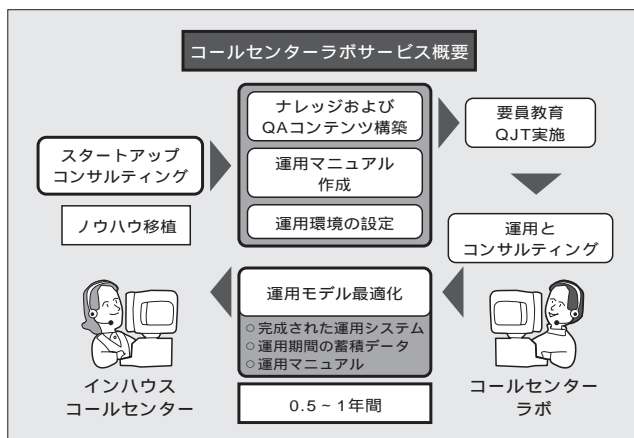 コールセンターラボサービス概要
ナレッジおよび
QAコンテンツ構築
要員教育
QJT実施
スタートアップ
コンサルティング
運用マニュアル
作成
ノウハウ移植
運用環境の設定
運用と
コンサルティング
運用モデル最適化
○完成された運用システム
○運用期間の蓄積データ
○運用マニュアル
インハウス
コールセンター
コールセンター
ラボ
0.5~1年間